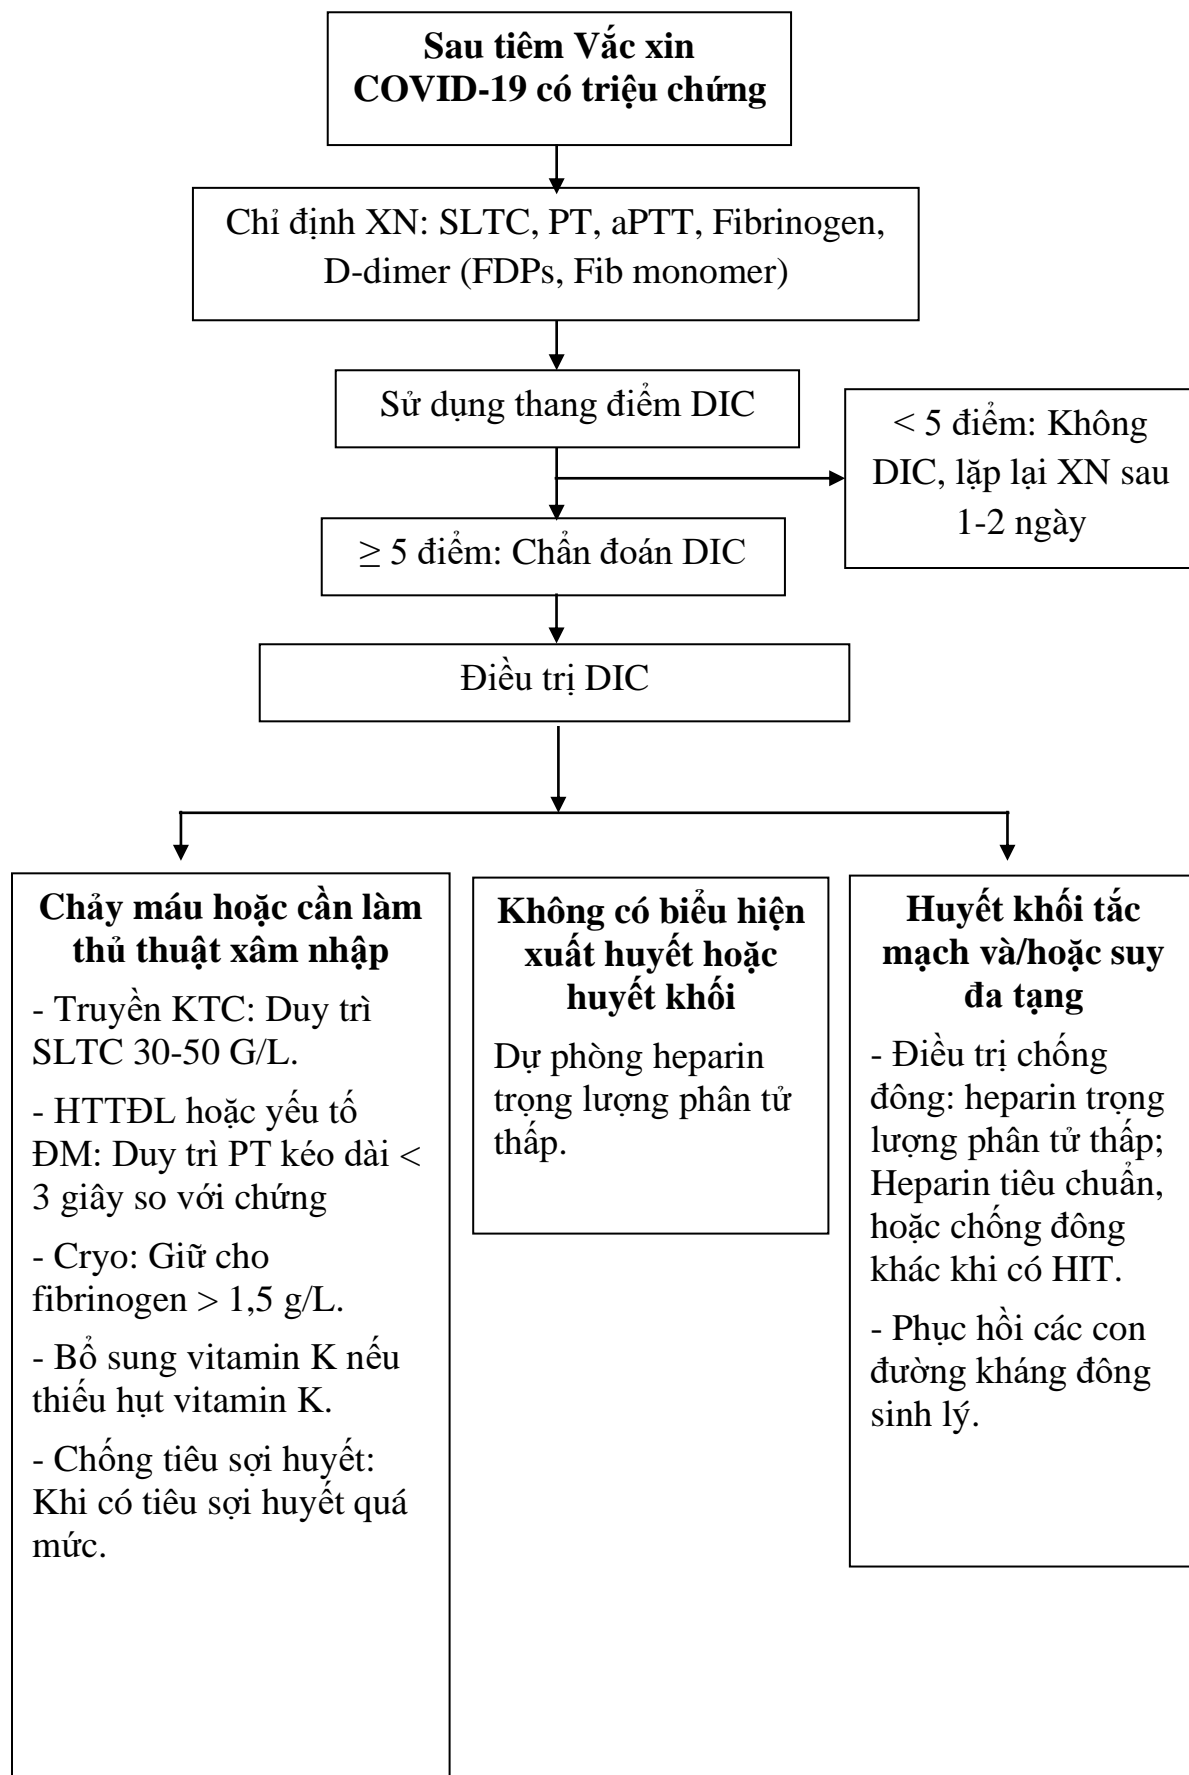 Sau tiêm Vắc xin
COVID-19 có triệu chứng
Chỉ định XN: SLTC, PT, aPTT, Fibrinogen,
D-dimer (FDPs, Fib monomer)
Sử dụng thang điểm DIC
< 5 điểm: Không
DIC, lặp lại XN sau
1-2 ngày
≥ 5 điểm: Chẩn đoán DIC
Điều trị DIC
Chảy máu hoặc cần làm
thủ thuật xâm nhập
- Truyền KTC: Duy trì
SLTC 30-50 G/L.
- HTTĐL hoặc yếu tố
ĐM: Duy trì PT kéo dài <
3 giây so với chứng
- Cryo: Giữ cho
fibrinogen > 1,5 g/L.
- Bổ sung vitamin K nếu
thiếu hụt vitamin K.
- Chống tiêu sợi huyết:
Khi có tiêu sợi huyết quá
mức.
Không có biểu hiện
xuất huyết hoặc
huyết khối
Dự phòng heparin
trọng lượng phân tử
thấp.
Huyết khối tắc
mạch và/hoặc suy
đa tạng
- Điều trị chống
đông: heparin trọng
lượng phân tử thấp;
Heparin tiêu chuẩn,
hoặc chống đông
khác khi có HIT.
- Phục hồi các con
đường kháng đông
sinh lý.